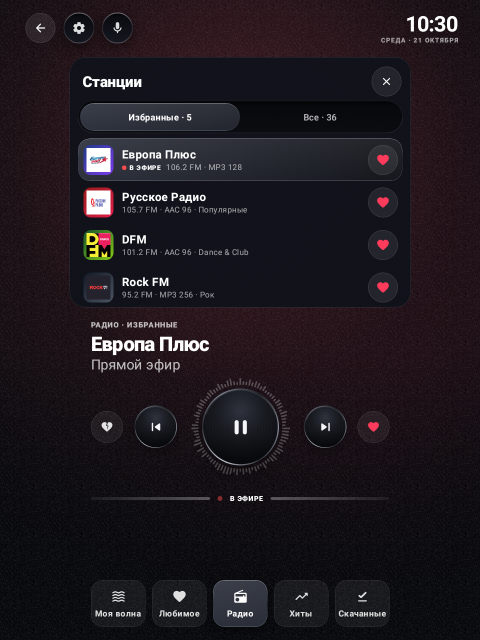 10:30
СРЕДА · 21 ОКТЯБРЯ
Станции
Избранные · 5
Все · 36
Европа Плюс
В ЭФИРЕ 106.2 FM · MP3 128
Русское Радио
105.7 FM · AAC 96 · Популярные
DFM
101.2 FM · AAC 96 · Dance & Club
Rock FM
95.2 FM · MP3 256 · Рок
РАДИО · ИЗБРАННЫЕ
Европа Плюс
Прямой эфир
В ЭФИРЕ
Моя волна
Любимое
Радио
Хиты
Скачанные